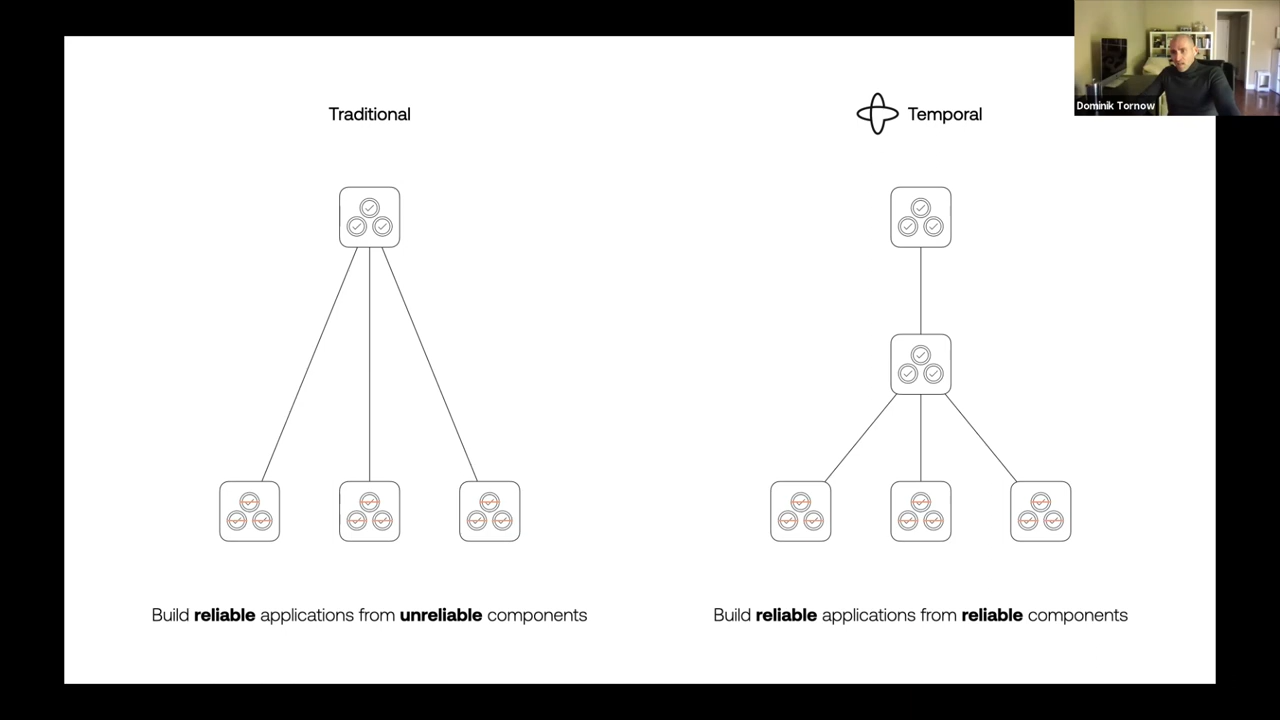 Traditional
Temporal
Dominik Tornow
Build reliable applications from unreliable components
Build reliable applications from reliable components